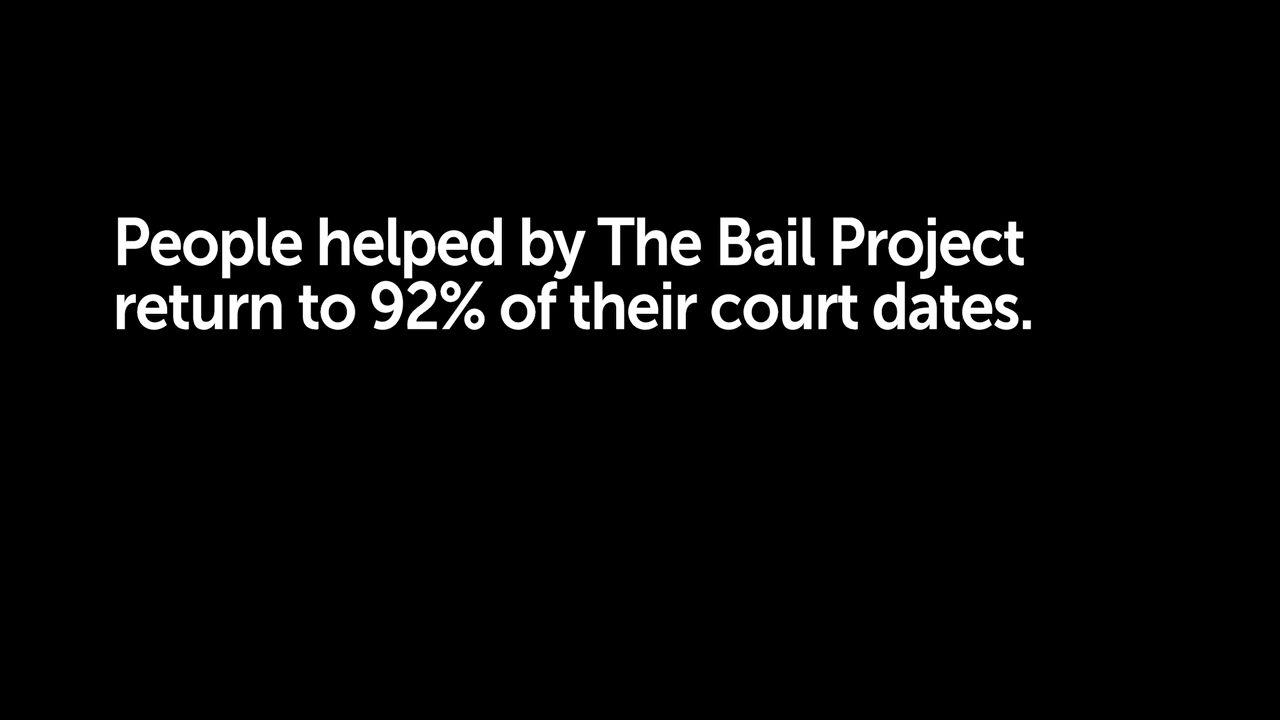 People helped by The Bail Project
return to 92% of their court dates.